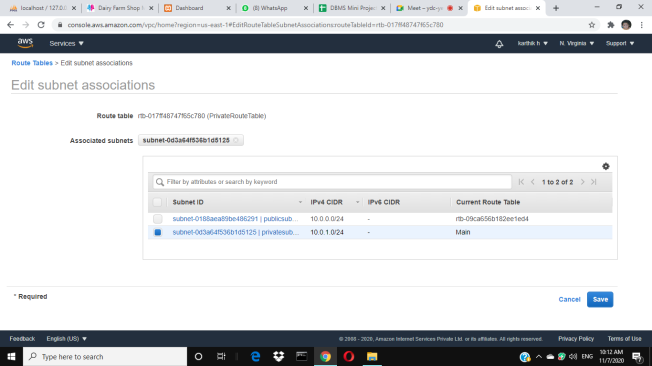 localhost / 127.0.0
Dairy Farm Shop M
Dashboard
(8) WhatsApp
DBMS Mini Project
Meet – ydc-yv
Edit subnet associa
console.aws.amazon.com/vpc/home?region=us-east-1#EditRouteTableSubnetAssociations:routeTableId=rtb-017ff48747f65c780
aws
Services
karthik h
N. Virginia
Support
Route Tables > Edit subnet associations
Edit subnet associations
Route table rtb-017ff48747f65c780 (PrivateRouteTable)
Associated subnets subnet-0d3a64f536b1d5125
Filter by attributes or search by keyword
1 to 2 of 2
Subnet ID IPv4 CIDR IPv6 CIDR Current Route Table
subnet-0188aea89be486291 | publicsub... 10.0.0.0/24 - rtb-09ca656b182ee1ed4
subnet-0d3a64f536b1d5125 | privatesub... 10.0.1.0/24 - Main
* Required
Cancel
Save
Feedback
English (US)
© 2008 - 2020, Amazon Internet Services Private Ltd. or its affiliates. All rights reserved.
Privacy Policy
Terms of Use
Type here to search
ENG
10:12 AM
11/7/2020